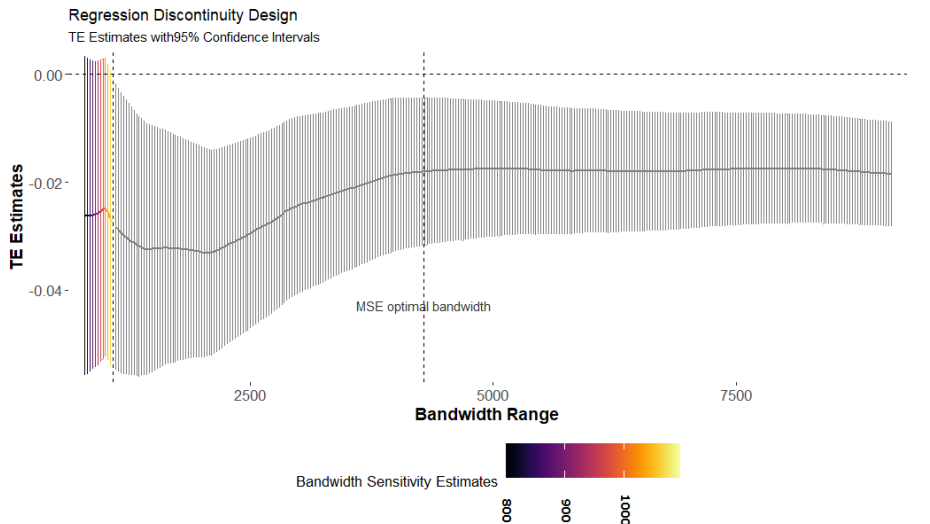 Regression Discontinuity Design
TE Estimates with95% Confidence Intervals
TE Estimates
0.00
-0.02
-0.04
MSE optimal bandwidth
2500 5000 7500
Bandwidth Range
Bandwidth Sensitivity Estimates
800 900 1000